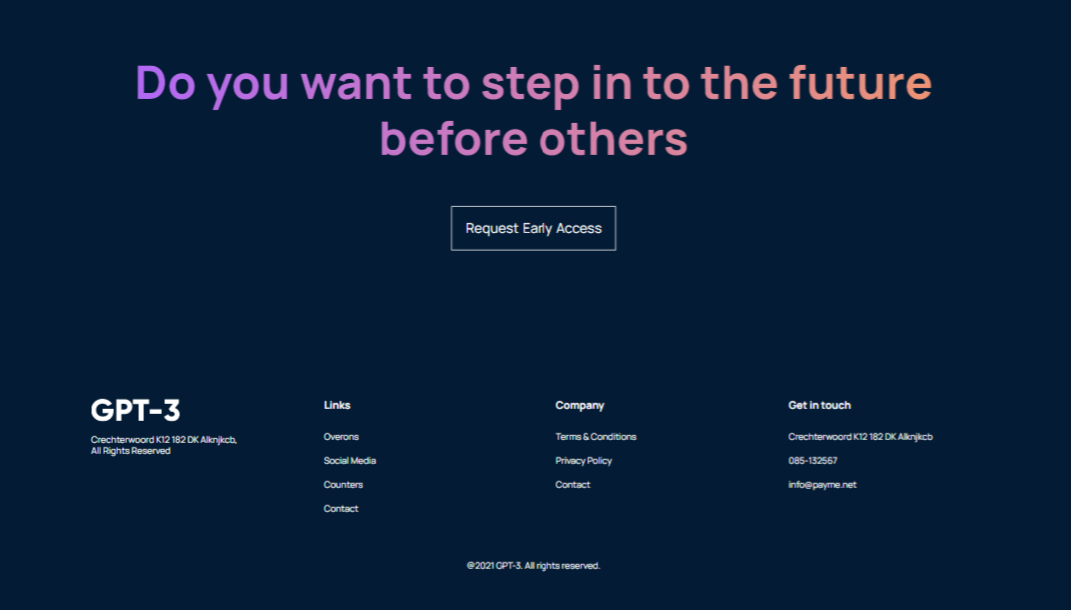 Do you want to step in to the future
before others
Request Early Access
GPT-3
Crechterwoord K12 182 DK Alknjkcb,
All Rights Reserved
Links
Overons
Social Media
Counters
Contact
Company
Terms & Conditions
Privacy Policy
Contact
Get in touch
Crechterwoord K12 182 DK Alknjkcb
085-132567
info@payme.net
@2021 GPT-3. All rights reserved.